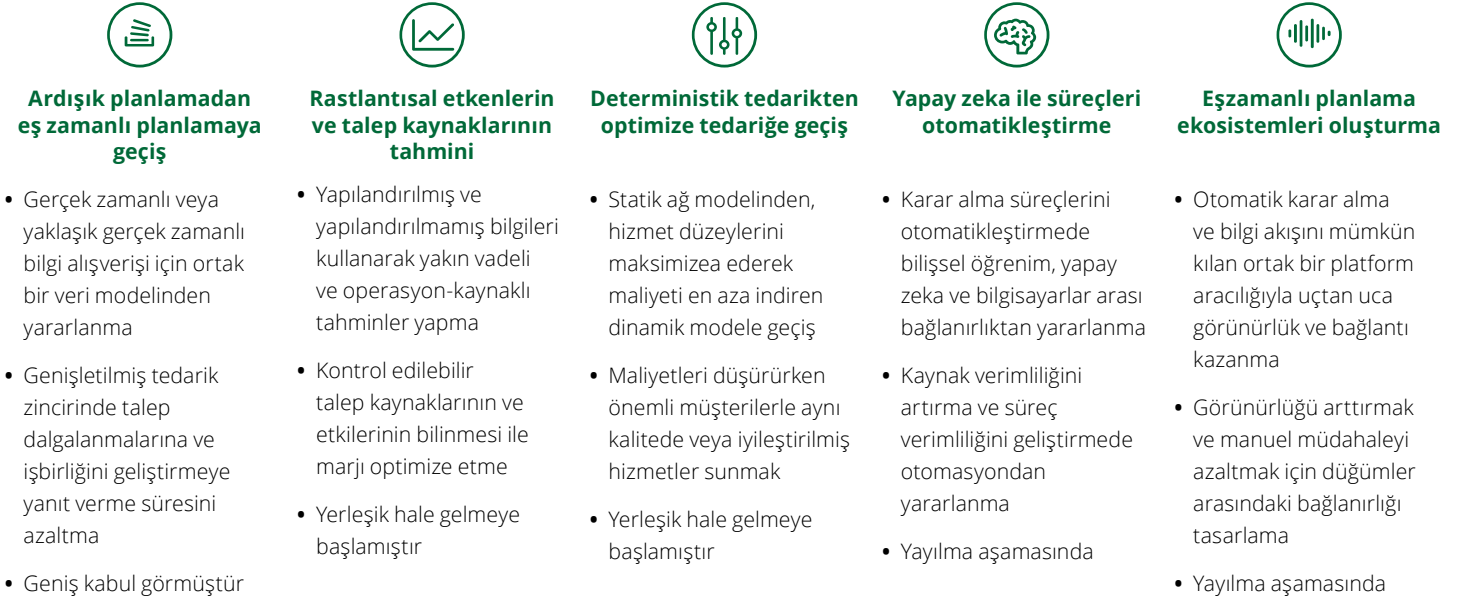 Ardışık planlamadan
eş zamanlı planlamaya
geçiş
• Gerçek zamanlı veya
yaklaşık gerçek zamanlı
bilgi alışverişi için ortak
bir veri modelinden
yararlanma
• Genişletilmiş tedarik
zincirinde talep
dalgalanmalarına ve
işbirliğini geliştirmeye
yanıt verme süresini
azaltma
• Geniş kabul görmüştür
Rastlantısal etkenlerin
ve talep kaynaklarının
tahmini
• Yapılandırılmış ve
yapılandırılmamış bilgileri
kullanarak yakın vadeli
ve operasyon-kaynaklı
tahminler yapma
• Kontrol edilebilir
talep kaynaklarının ve
etkilerinin bilinmesi ile
marjı optimize etme
• Yerleşik hale gelmeye
başlamıştır
Deterministik tedarikten
optimize tedariğe geçiş
• Statik ağ modelinden,
hizmet düzeylerini
maksimizea ederek
maliyeti en aza indiren
dinamik modele geçiş
• Maliyetleri düşürürken
önemli müşterilerle aynı
kalitede veya iyileştirilmiş
hizmetler sunmak
• Yerleşik hale gelmeye
başlamıştır
Yapay zeka ile süreçleri
otomatikleştirme
• Karar alma süreçlerini
otomatikleştirmede
bilişsel öğrenim, yapay
zeka ve bilgisayarlar arası
bağlanırlıktan yararlanma
• Kaynak verimliliğini
artırma ve süreç
verimliliğini geliştirmede
otomasyondan
yararlanma
• Yayılma aşamasında
Eşzamanlı planlama
ekosistemleri oluşturma
• Otomatik karar alma
ve bilgi akışını mümkün
kılan ortak bir platform
aracılığıyla uçtan uca
görünürlük ve bağlantı
kazanma
• Görünürlüğü arttırmak
ve manuel müdahaleyi
azaltmak için düğümler
arasındaki bağlanırlığı
tasarlama
• Yayılma aşamasında